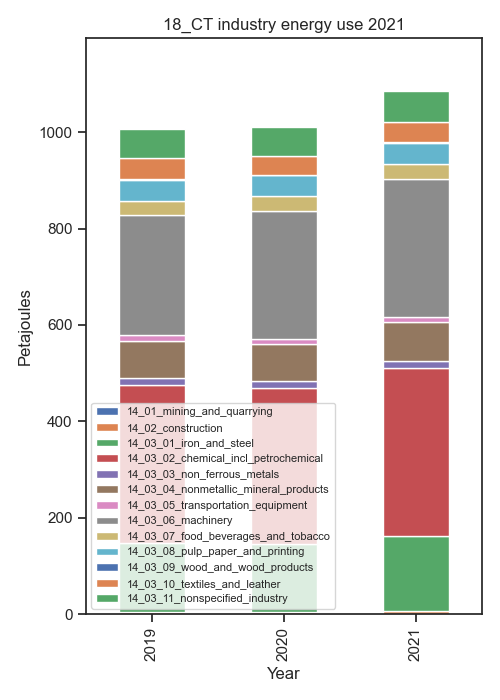 18_CT industry energy use 2021
Petajoules
1000
800
600
400
200
0
14_01_mining_and_quarrying
14_02_construction
14_03_01_iron_and_steel
14_03_02_chemical_incl_petrochemical
14_03_03_non_ferrous_metals
14_03_04_nonmetallic_mineral_products
14_03_05_transportation_equipment
14_03_06_machinery
14_03_07_food_beverages_and_tobacco
14_03_08_pulp_paper_and_printing
14_03_09_wood_and_wood_products
14_03_10_textiles_and_leather
14_03_11_nonspecified_industry
2019
2020
2021
Year